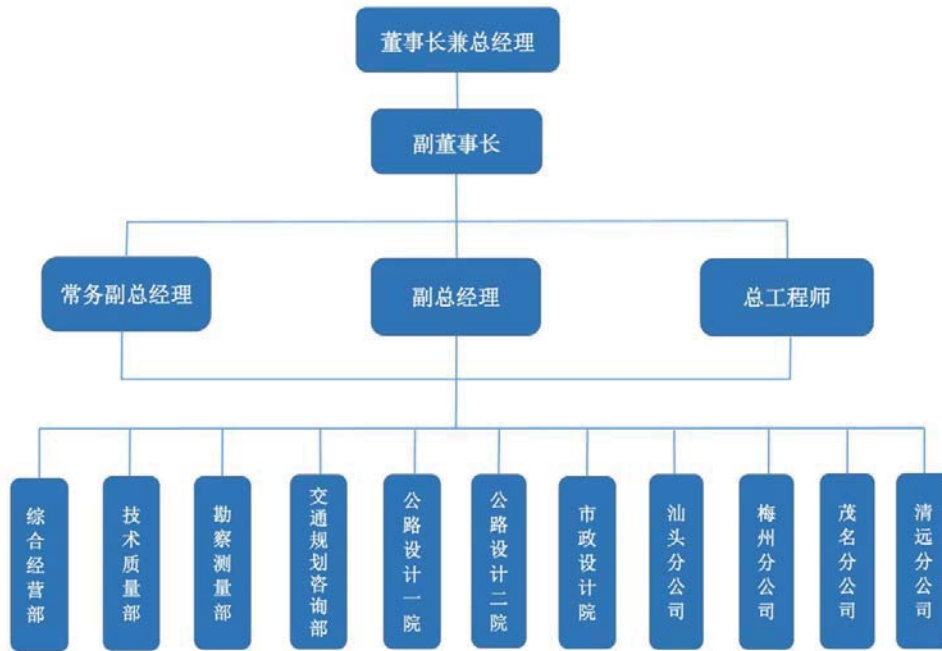 董事长兼总经理
副董事长
常务副总经理
副总经理
总工程师
综合经营部
技术质量部
勘察测量部
交通规划咨询部
公路设计一院
公路设计二院
市政设计院
汕头分公司
梅州分公司
茂名分公司
清远分公司